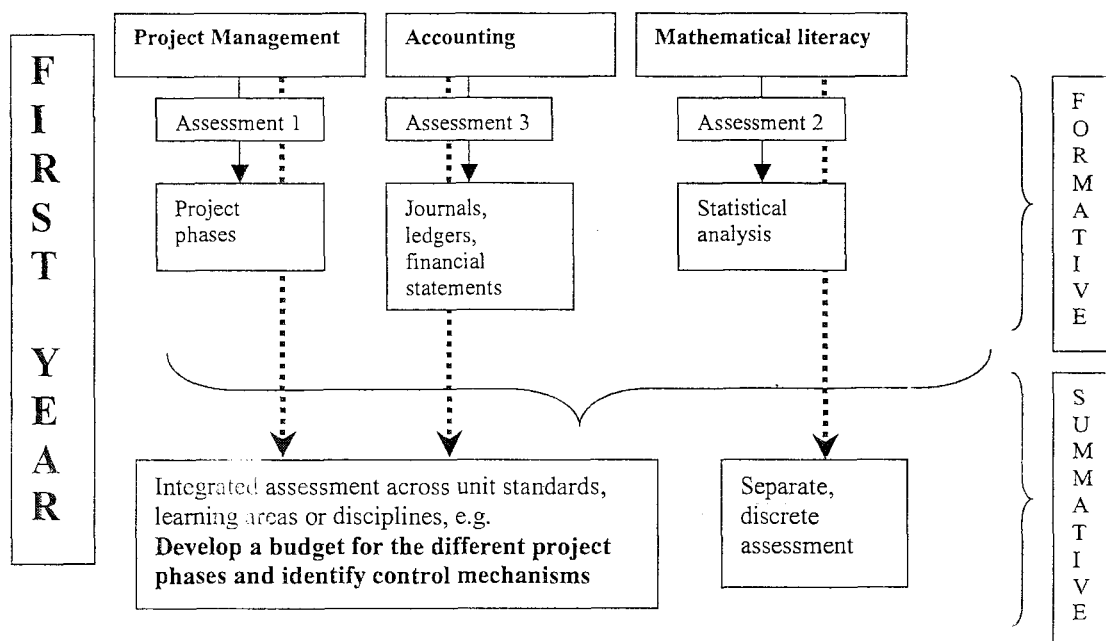 FIRST YEAR
Project Management
Accounting
Mathematical literacy
Assessment 1
Assessment 3
Assessment 2
Project
phases
Journals,
ledgers,
financial
statements
Statistical
analysis
FORMATIVE
Integrated assessment across unit standards,
learning areas or disciplines, e.g.
Develop a budget for the different project
phases and identify control mechanisms
Separate,
discrete
assessment
SUMMATIVE